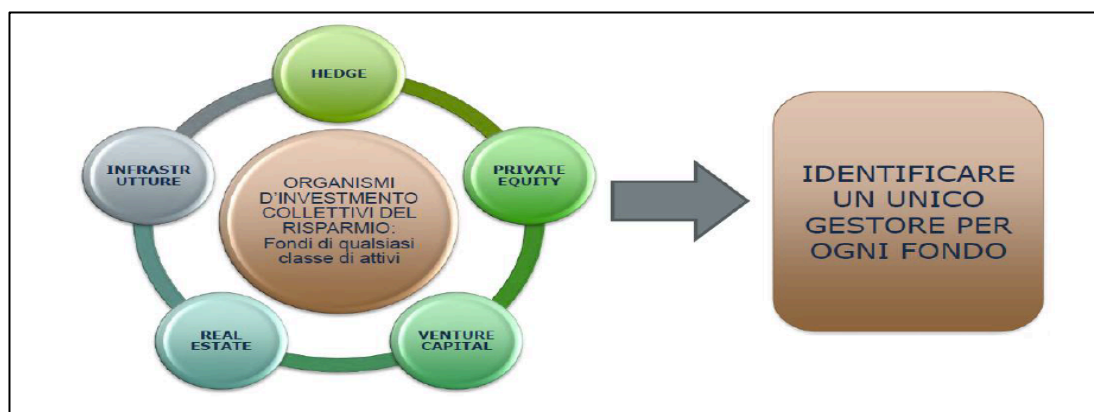 HEDGE
INFRASTR
UTTURE
PRIVATE
EQUITY
ORGANISMI
D'INVESTIMENTO
COLLETTIVI DEL
RISPARMIO:
Fondi di qualsiasi
classe di attivi
REAL
ESTATE
VENTURE
CAPITAL
IDENTIFICARE
UN UNICO
GESTORE PER
OGNI FONDO